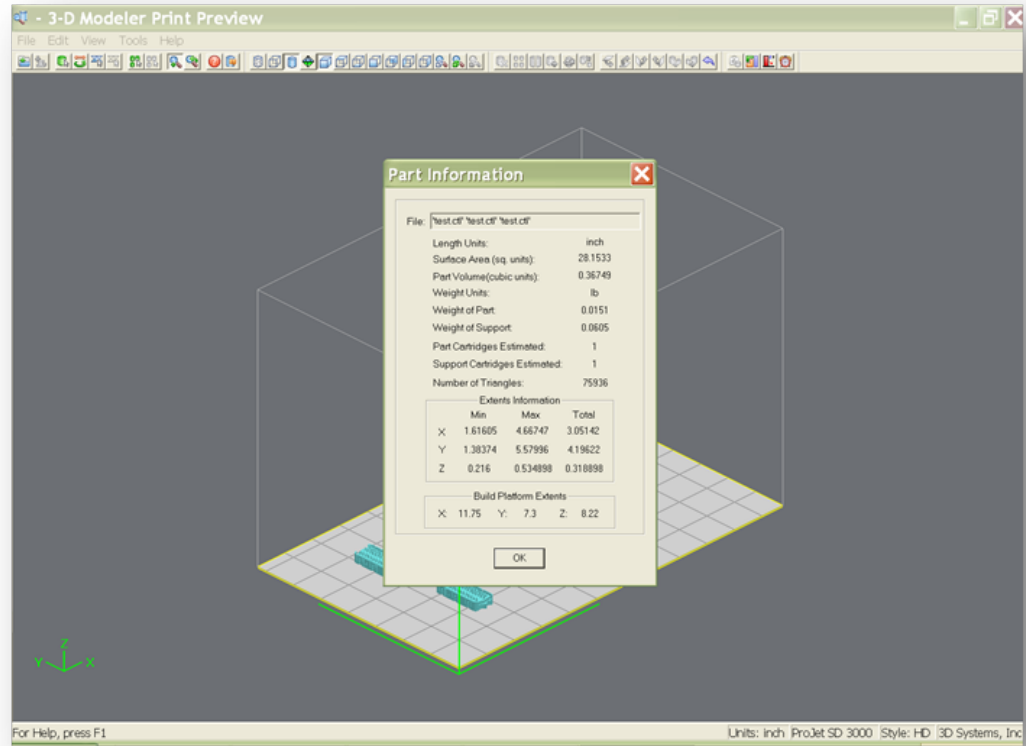 - 3-D Modeler Print Preview
File Edit View Tools Help
Part Information
File: 'test.ctl' 'test.ctl' 'test.ctl'
Length Units: inch
Surface Area (sq. units): 28.1533
Part Volume(cubic units): 0.36749
Weight Units: lb
Weight of Part: 0.0151
Weight of Support: 0.0605
Part Cartridges Estimated: 1
Support Cartridges Estimated: 1
Number of Triangles: 75936
Extents Information
Min Max Total
X 1.61605 4.66747 3.05142
Y 1.38374 5.57996 4.19622
Z 0.216 0.534898 0.318898
Build Platform Extents
X: 11.75 Y: 7.3 Z: 8.22
OK
Z
Y X
For Help, press F1
Units: inch ProJet SD 3000 Style: HD 3D Systems, Inc